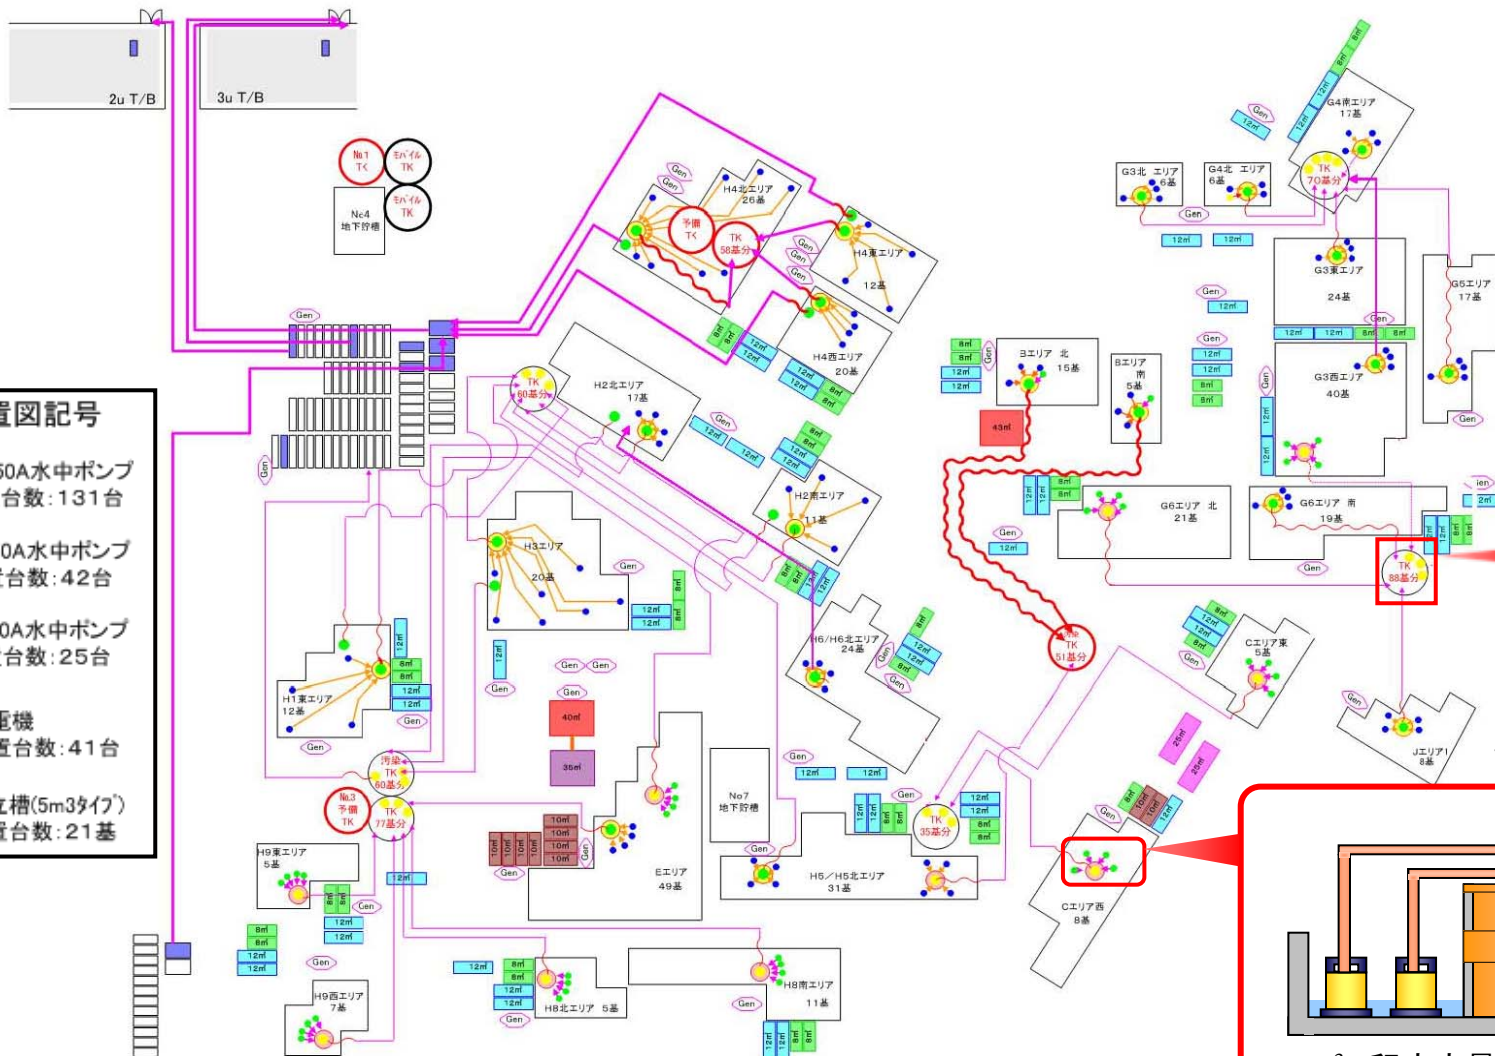 2u T/B
3u T/B
No1
TK
モバイル
TK
モバイル
TK
No4
地下貯槽
Gen
置図記号
50A水中ポンプ
台数:131台
0A水中ポンプ
置台数:42台
0A水中ポンプ
置台数:25台
電機
置台数:41台
立槽(5m3タイプ)
置台数:21基
H4北エリア
26基
予備
TK
TK
58基分
H4東エリア
12基
H4西エリア
20基
H2北エリア
17基
TK
60基分
H2南エリア
11基
H3エリア
20基
H1東エリア
12基
汚染
TK
60基分
No.3
予備
TK
TK
77基分
H9東エリア
5基
H9西エリア
7基
H8北エリア 5基
H8南エリア
11基
Eエリア
49基
40㎥
35㎥
No7
地下貯槽
H5/H5北エリア
31基
TK
35基分
H6/H6北エリア
24基
Bエリア 北
15基
Bエリア
南
5基
43㎥
汚染
TK
51基分
G3北 エリア
6基
G4北 エリア
6基
G4南エリア
17基
TK
70基分
G3東エリア
24基
G5エリア
17基
G3西エリア
40基
G6エリア 北
21基
G6エリア 南
19基
TK
88基分
Cエリア東
5基
Jエリア1
8基
Cエリア西
8基
25㎥
25㎥
8㎥
12㎥
10㎥